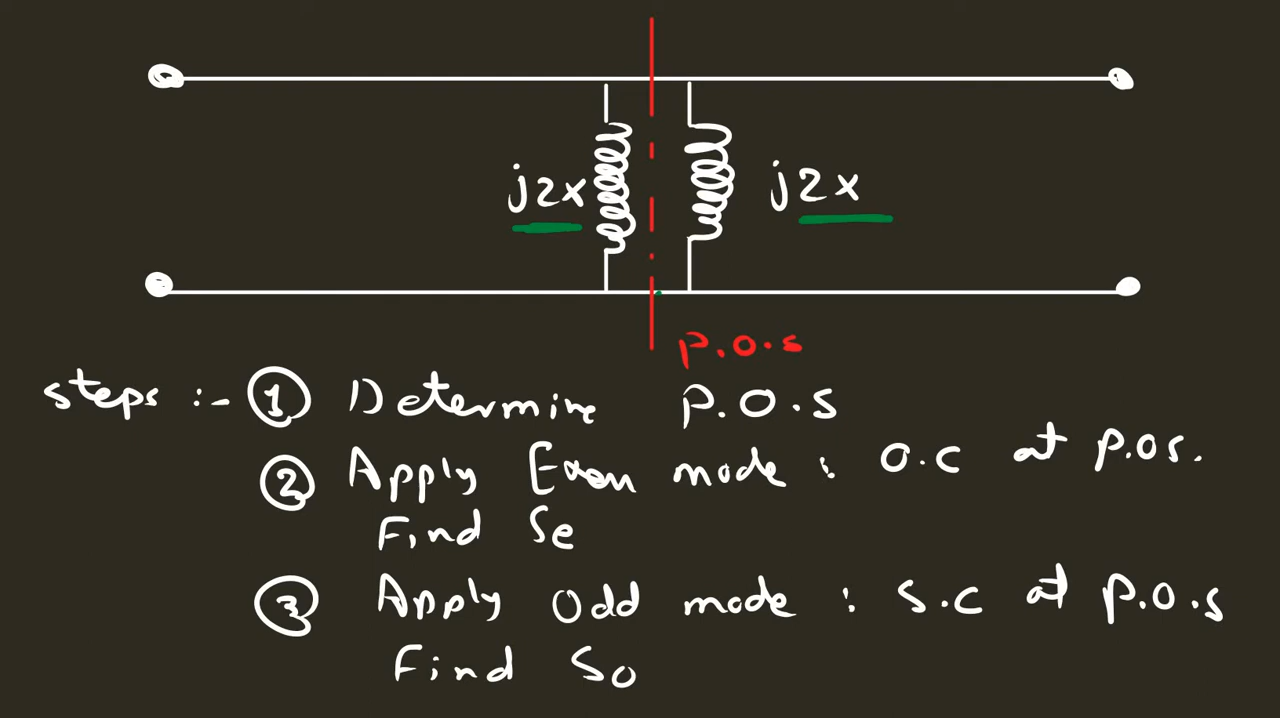 j2x j2x
P.O.S
steps :- ① Determine P.O.S
② Apply Even mode : O.C at P.O.S.
Find Se
③ Apply Odd mode : S.C at P.O.S
Find So